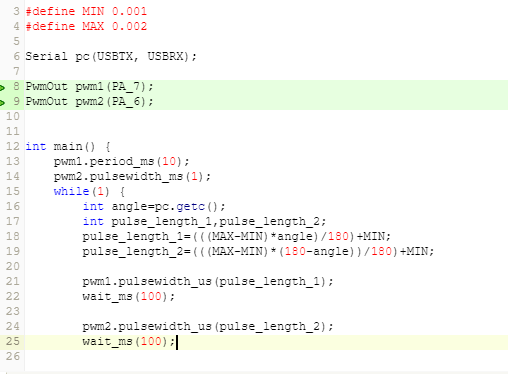 3 #define MIN 0.001
4 #define MAX 0.002
5
6 Serial pc(USBTX, USBRX);
7
8 PwmOut pwm1(PA_7);
9 PwmOut pwm2(PA_6);
10
11
12 int main() {
13 pwm1.period_ms(10);
14 pwm2.pulsewidth_ms(1);
15 while(1) {
16 int angle=pc.getc();
17 int pulse_length_1,pulse_length_2;
18 pulse_length_1=(((MAX-MIN)*angle)/180)+MIN;
19 pulse_length_2=(((MAX-MIN)*(180-angle))/180)+MIN;
20
21 pwm1.pulsewidth_us(pulse_length_1);
22 wait_ms(100);
23
24 pwm2.pulsewidth_us(pulse_length_2);
25 wait_ms(100);
26